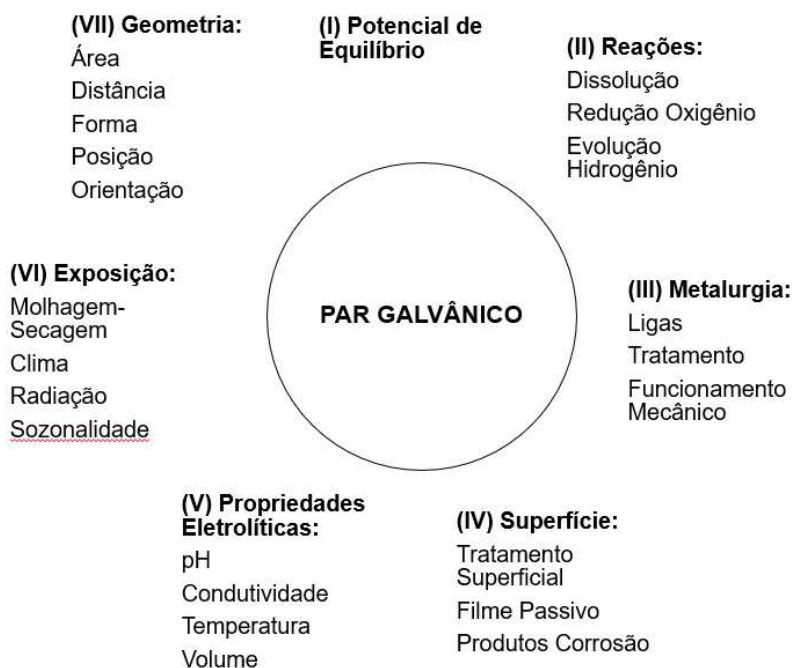 (VII) Geometria:
Área
Distância
Forma
Posição
Orientação
(I) Potencial de
Equilíbrio
(II) Reações:
Dissolução
Redução Oxigênio
Evolução
Hidrogênio
(VI) Exposição:
Molhagem-
Secagem
Clima
Radiação
Sozonalidade
PAR GALVÂNICO
(III) Metalurgia:
Ligas
Tratamento
Funcionamento
Mecânico
(V) Propriedades
Eletrolíticas:
pH
Condutividade
Temperatura
Volume
(IV) Superfície:
Tratamento
Superficial
Filme Passivo
Produtos Corrosão